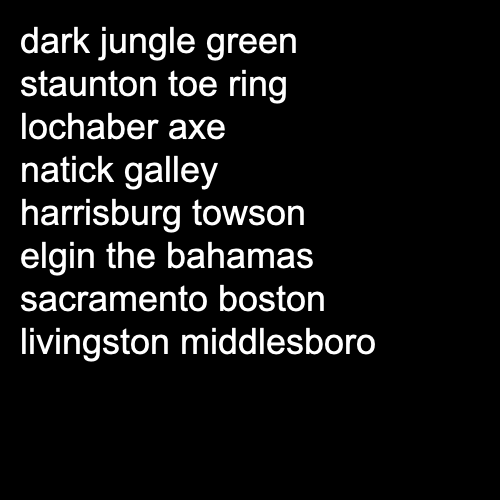 dark jungle green
staunton toe ring
lochaber axe
natick galley
harrisburg towson
elgin the bahamas
sacramento boston
livingston middlesboro